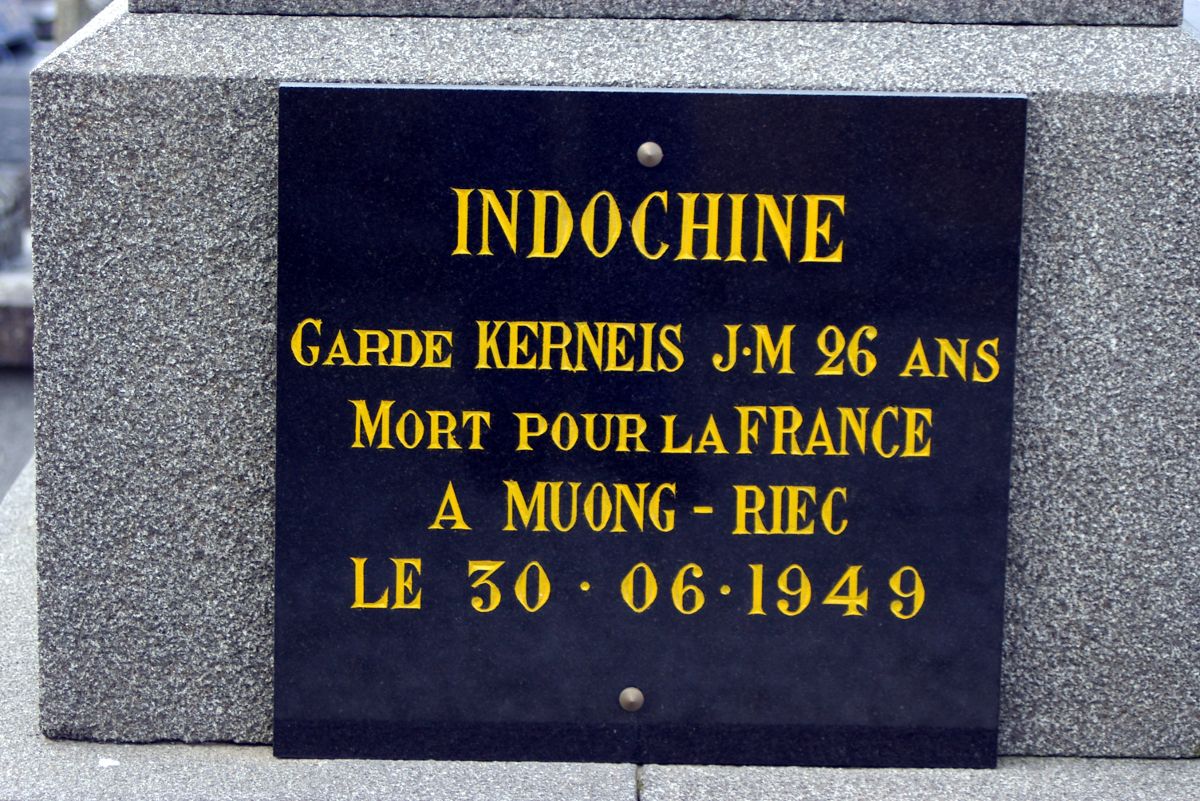 INDOCHINE
GARDE KERNEIS J.M 26 ANS
MORT POUR LA FRANCE
A MUONG - RIEC
LE 30 · 06 · 1949